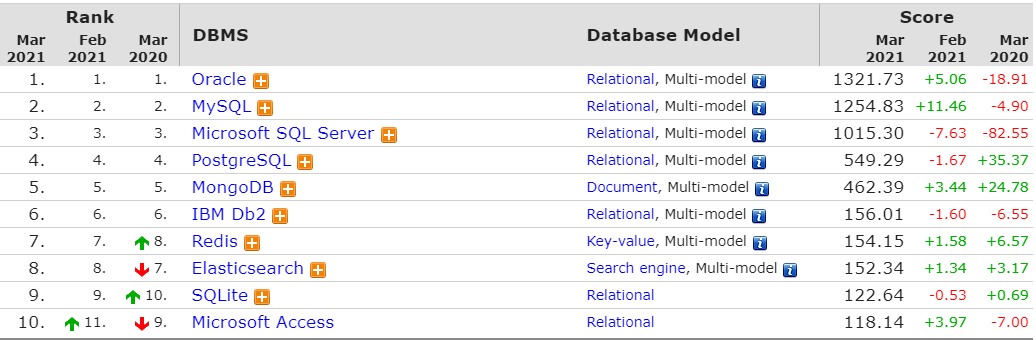 Rank Score
Mar Feb Mar DBMS Database Model Mar Feb Mar
2021 2021 2020 2021 2021 2020
1. 1. 1. Oracle Relational, Multi-model 1321.73 +5.06 -18.91
2. 2. 2. MySQL Relational, Multi-model 1254.83 +11.46 -4.90
3. 3. 3. Microsoft SQL Server Relational, Multi-model 1015.30 -7.63 -82.55
4. 4. 4. PostgreSQL Relational, Multi-model 549.29 -1.67 +35.37
5. 5. 5. MongoDB Document, Multi-model 462.39 +3.44 +24.78
6. 6. 6. IBM Db2 Relational, Multi-model 156.01 -1.60 -6.55
7. 7. 8. Redis Key-value, Multi-model 154.15 +1.58 +6.57
8. 8. 7. Elasticsearch Search engine, Multi-model 152.34 +1.34 +3.17
9. 9. 10. SQLite Relational 122.64 -0.53 +0.69
10. 11. 9. Microsoft Access Relational 118.14 +3.97 -7.00